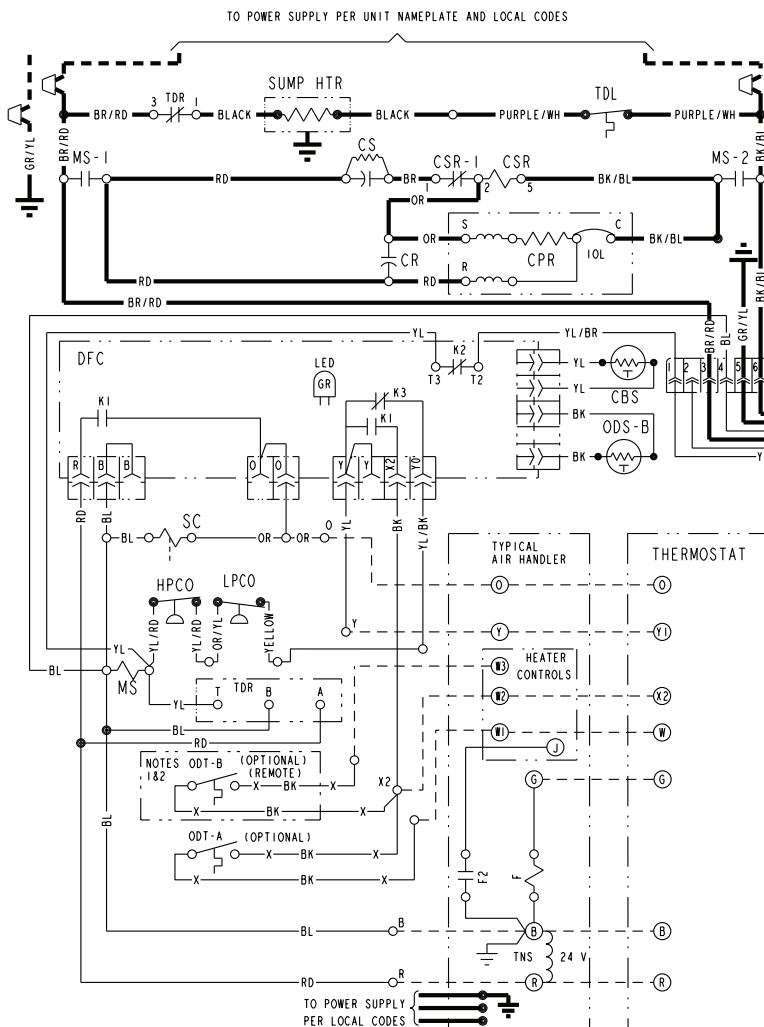 TO POWER SUPPLY PER UNIT NAMEPLATE AND LOCAL CODES
SUMP HTR
TDL
BR/RD 3 TDR 1 BLACK BLACK PURPLE/WH PURPLE/WH
GR/YL
BR/RD
BK/BL
CS
MS-1 RD BR CSR-1 CSR BK/BL MS-2
1 2 5
OR
OR S C BK/BL
CR CPR IOL
RD RD R
BR/RD
BR/RD
BL
GR/YL
BK/BL
YL YL/BR
DFC LED K2
GR T3 T2
YL
1 2 3 4 5 6
K3
K1 K1 YL CBS
BK ODS-B
R B B O O Y Y X2 YO
BK
Y
RD BL YL BK YL/BK
SC
BL OR OR O
TYPICAL
AIR HANDLER
THERMOSTAT
HPCO LPCO
O O
YL/RD YL/RD OR/YL YELLOW
Y Y Y1
YL
BL MS
W3 HEATER
CONTROLS
W2 X2
YL T TDR B A
BL
W1 W
RD
J
NOTES ODT-B (OPTIONAL)
1&2 (REMOTE)
X BK X
X2
G G
X BK X
BL
ODT-A (OPTIONAL)
X BK X
X BK X
F2 F
BL B B B
TNS 24 V
RD R R R
TO POWER SUPPLY
PER LOCAL CODES